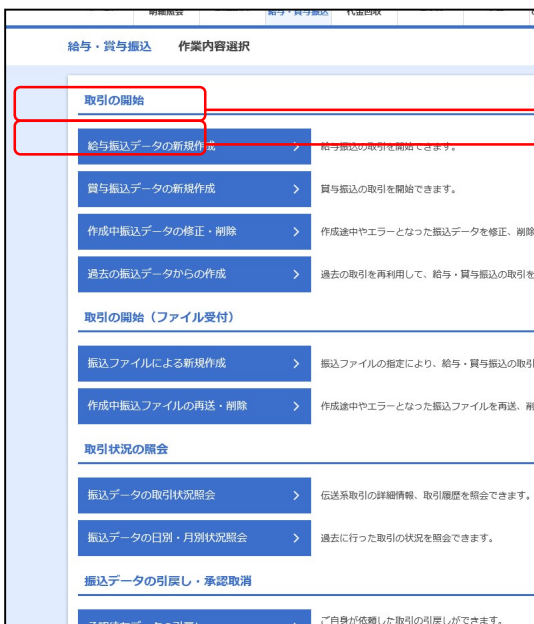 明細照会 給与・賞与振込 代金回収
給与・賞与振込 作業内容選択
取引の開始
給与振込データの新規作成 給与振込の取引を開始できます。
賞与振込データの新規作成 賞与振込の取引を開始できます。
作成中振込データの修正・削除 作成途中やエラーとなった振込データを修正、削除
過去の振込データからの作成 過去の取引を再利用して、給与・賞与振込の取引を
取引の開始（ファイル受付）
振込ファイルによる新規作成 振込ファイルの指定により、給与・賞与振込の取引
作成中振込ファイルの再送・削除 作成途中やエラーとなった振込ファイルを再送、削
取引状況の照会
振込データの取引状況照会 伝送系取引の詳細情報、取引履歴を照会できます。
振込データの日別・月別状況照会 過去に行った取引の状況を照会できます。
振込データの引戻し・承認取消
ご自身が依頼した取引の引戻しができます。